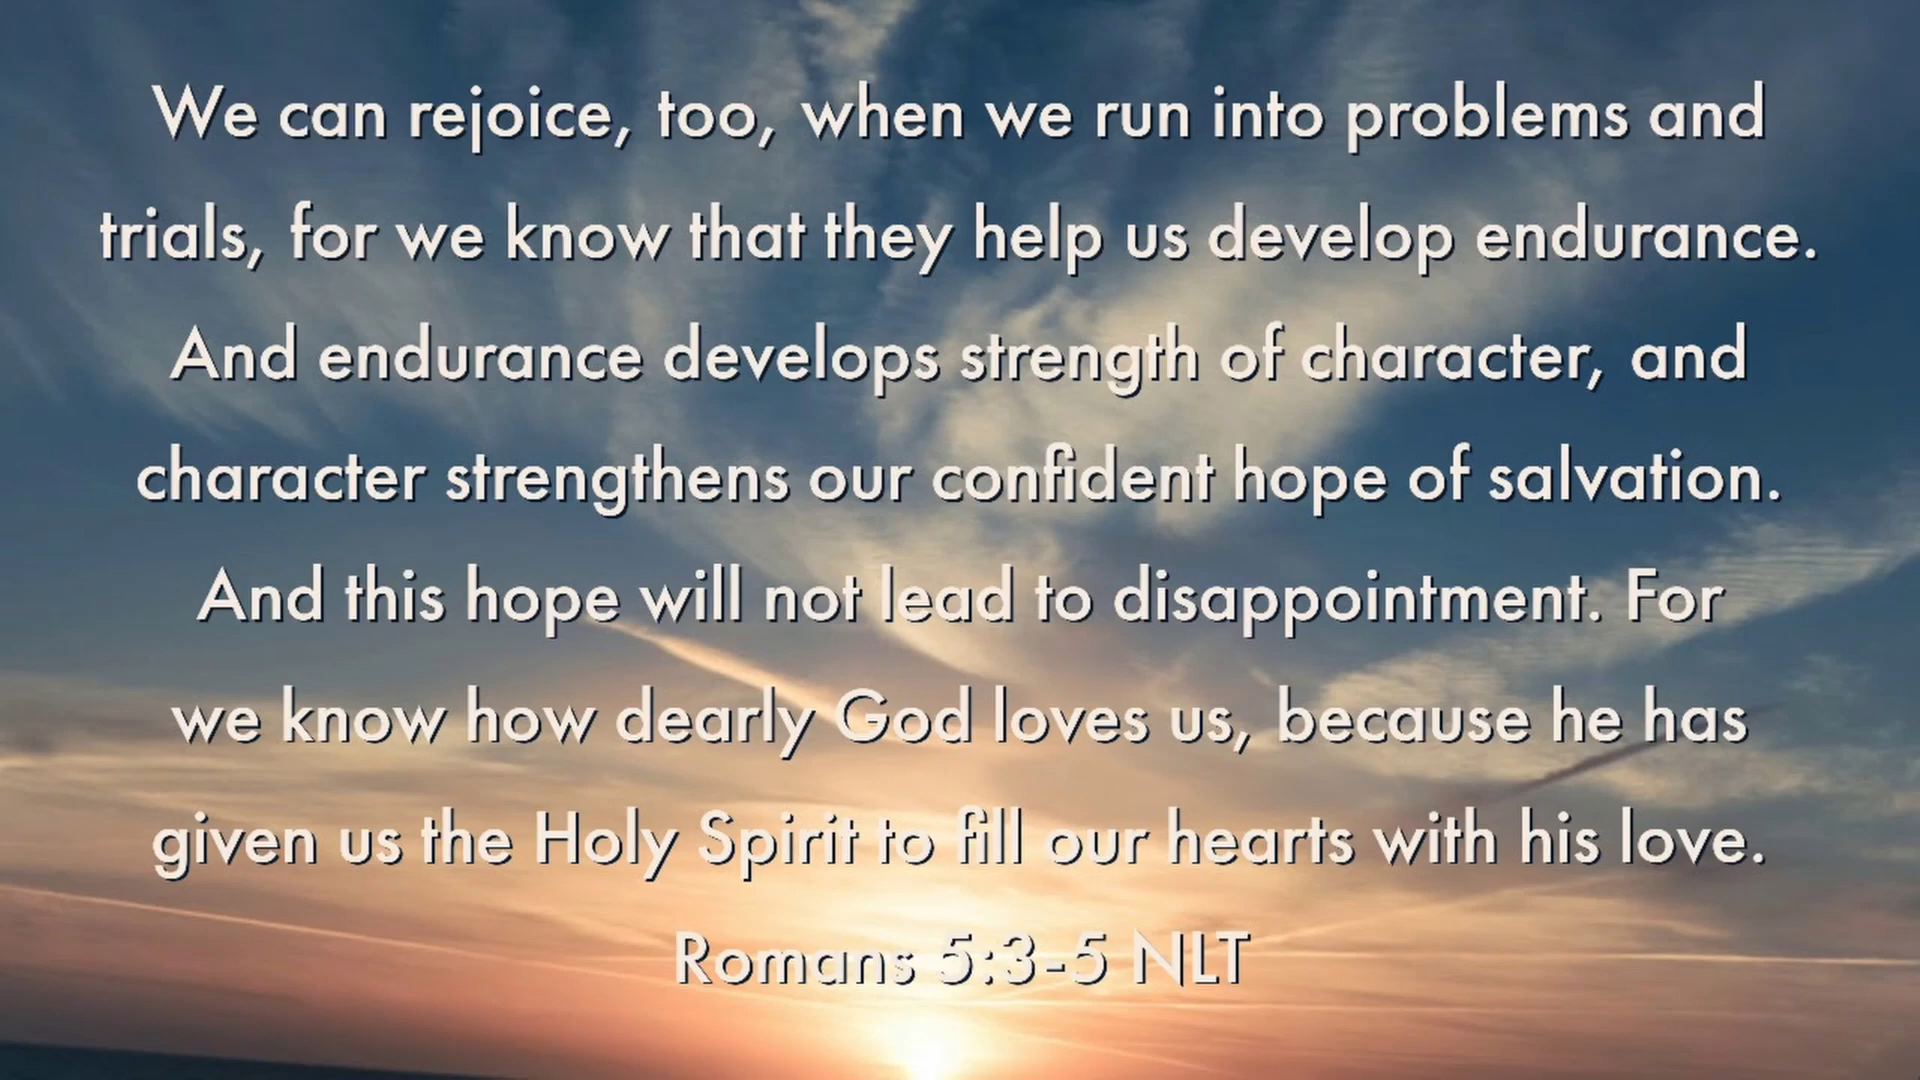 We can rejoice, too, when we run into problems and
trials, for we know that they help us develop endurance.
And endurance develops strength of character, and
character strengthens our confident hope of salvation.
And this hope will not lead to disappointment. For
we know how dearly God loves us, because he has
given us the Holy Spirit to fill our hearts with his love.
Romans 5:3-5 NLT